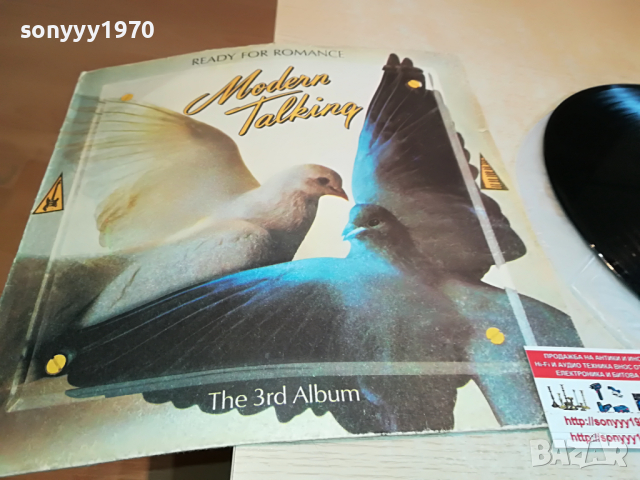 sonyyy1970
READY FOR ROMANCE
Modern
Talking
The 3rd Album
ПРОДАЖБА НА АНТИКИ И
Hi-Fi И АУДИО ТЕХНИКА ВНОС ОТ
ЕЛЕКТРОНИКА И БИТОВА
http://sonyyy19
http://sonyyy1
bazar